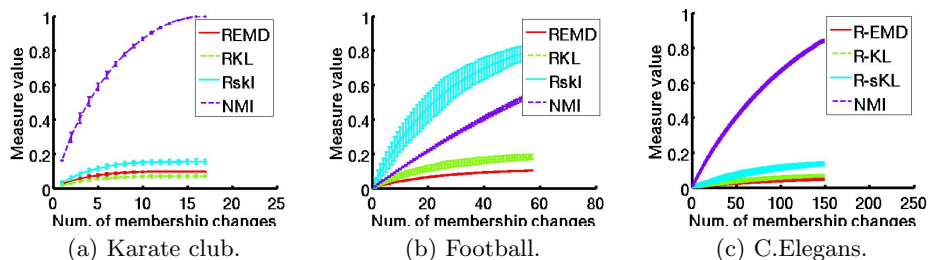 Measure value
1
0.8
0.6
0.4
0.2
0
0 5 10 15 20 25
Num. of membership changes
REMD
RKL
Rskl
NMI
(a) Karate club.
Measure value
1
0.8
0.6
0.4
0.2
0
0 20 40 60 80
Num. of membership changes
REMD
RKL
Rskl
NMI
(b) Football.
Measure value
1
0.8
0.6
0.4
0.2
0
0 50 100 150 200 250
Num. of membership changes
R-EMD
R-KL
R-sKL
NMI
(c) C.Elegans.